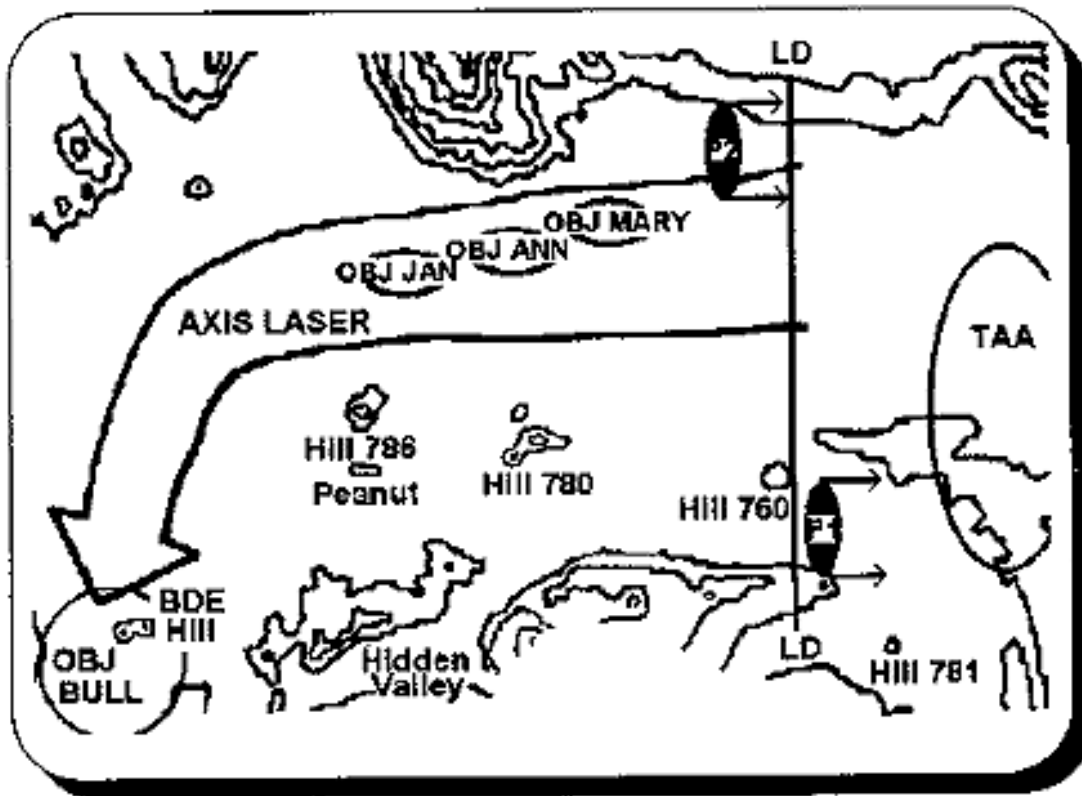 LD
OBJ MARY
OBJ ANN
OBJ JAN
AXIS LASER
TAA
Hill 786
Peanut
Hill 780
Hill 760
BDE
Hill
OBJ
BULL
Hidden
Valley
LD
Hill 781